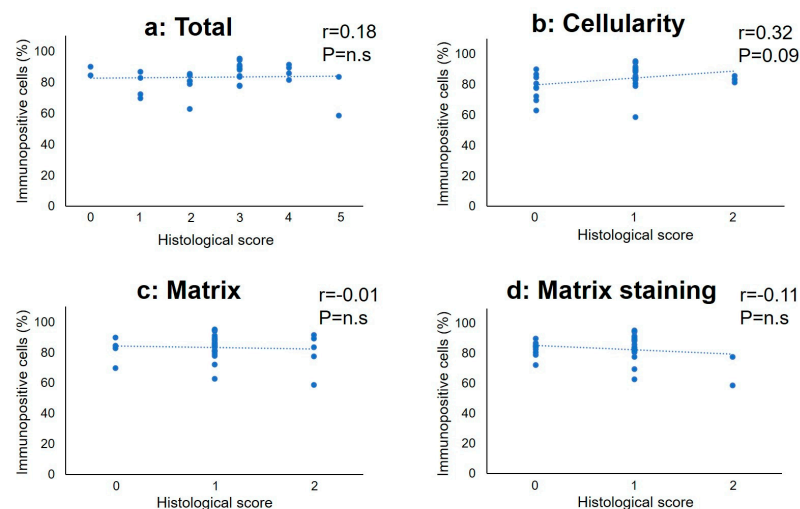 a: Total
r=0.18
P=n.s
Immunopositive cells (%)
100
80
60
40
20
0
0 1 2 3 4 5
Histological score
b: Cellularity
r=0.32
P=0.09
Immunopositive cells (%)
100
80
60
40
20
0
0 1 2
Histological score
c: Matrix
r=-0.01
P=n.s
Immunopositive cells (%)
100
80
60
40
20
0
0 1 2
Histological score
d: Matrix staining
r=-0.11
P=n.s
Immunopositive cells (%)
100
80
60
40
20
0
0 1 2
Histological score